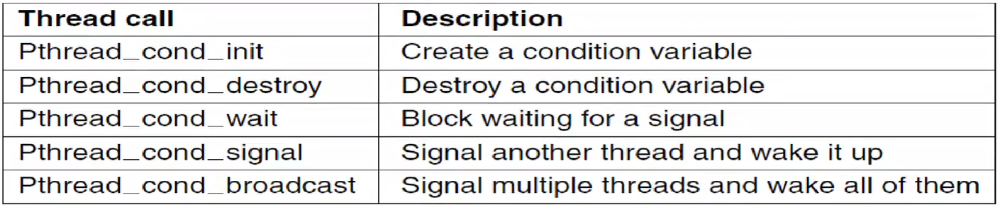 Thread call Description
Pthread_cond_init Create a condition variable
Pthread_cond_destroy Destroy a condition variable
Pthread_cond_wait Block waiting for a signal
Pthread_cond_signal Signal another thread and wake it up
Pthread_cond_broadcast Signal multiple threads and wake all of them